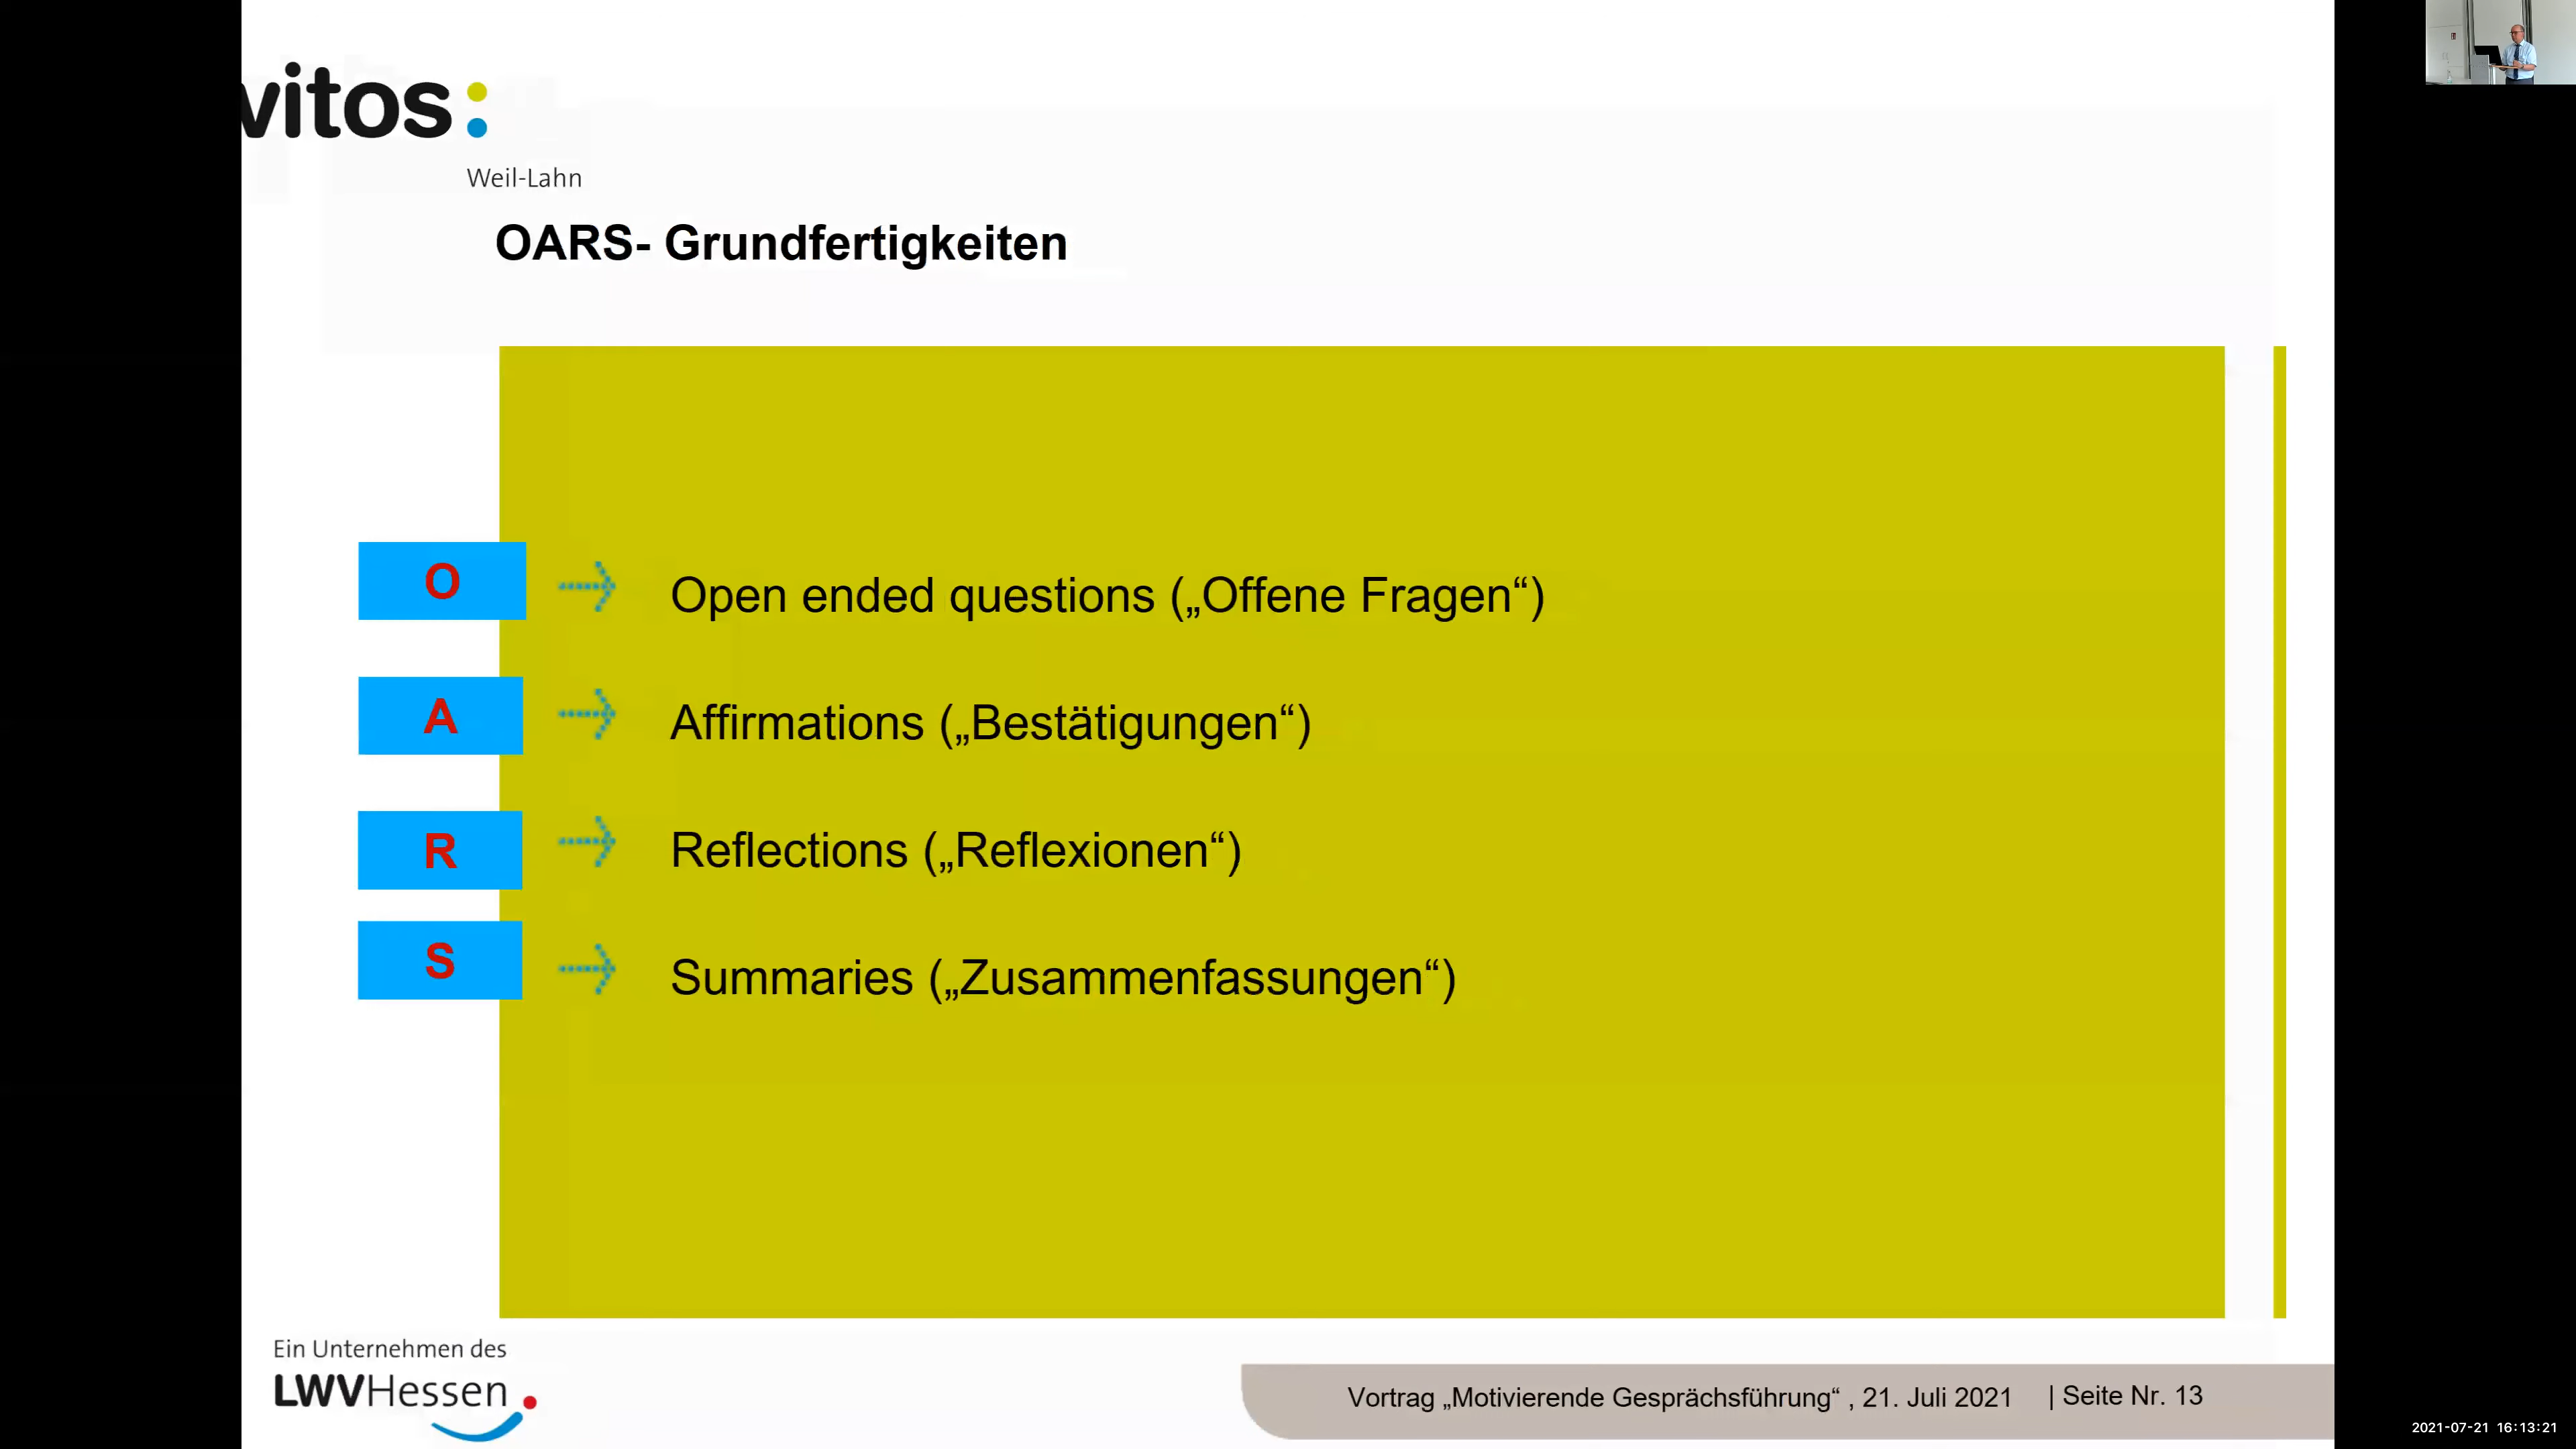 vitos:
Weil-Lahn
OARS- Grundfertigkeiten
O
Open ended questions („Offene Fragen“)
A
Affirmations („Bestätigungen“)
R
Reflections („Reflexionen“)
S
Summaries („Zusammenfassungen“)
Ein Unternehmen des
LWVHessen
Vortrag „Motivierende Gesprächsführung“ , 21. Juli 2021 | Seite Nr. 13
2021-07-21 16:13:21